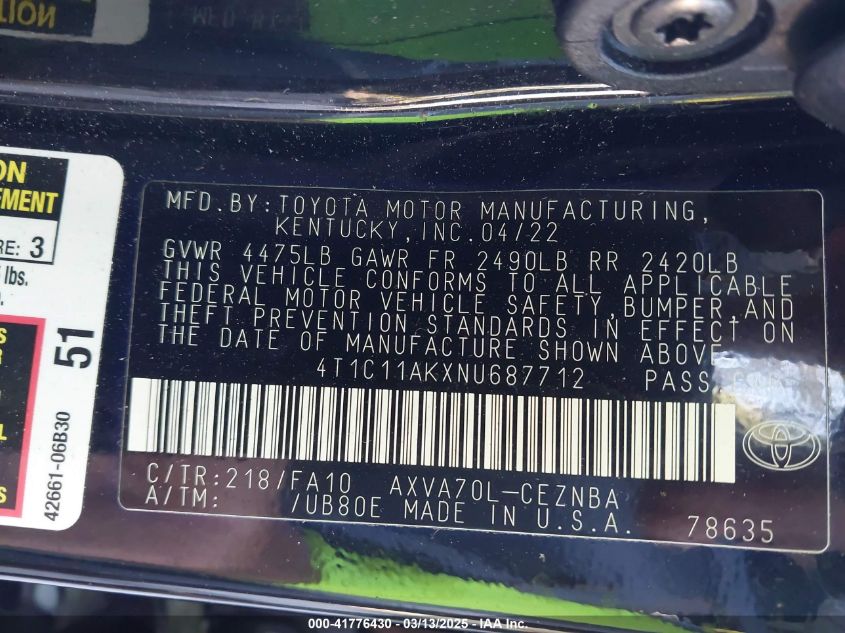 ION
ION
EMENT
RE: 3
lbs.
51
42661-06B30
MFD.BY:TOYOTA MOTOR MANUFACTURING,
KENTUCKY,INC.04/22
GVWR 4475LB GAWR FR 2490LB RR 2420LB
THIS VEHICLE CONFORMS TO ALL APPLICABLE
FEDERAL MOTOR VEHICLE SAFETY,BUMPER,AND
THEFT PREVENTION STANDARDS IN EFFECT ON
THE DATE OF MANUFACTURE SHOWN ABOVE.
4T1C11AKXNU687712 PASS
C/TR:218/FA10 AXVA70L-CEZNBA
A/TM: /UB80E MADE IN U.S.A. 78635
000-41776430 - 03/13/2025 - IAA Inc.